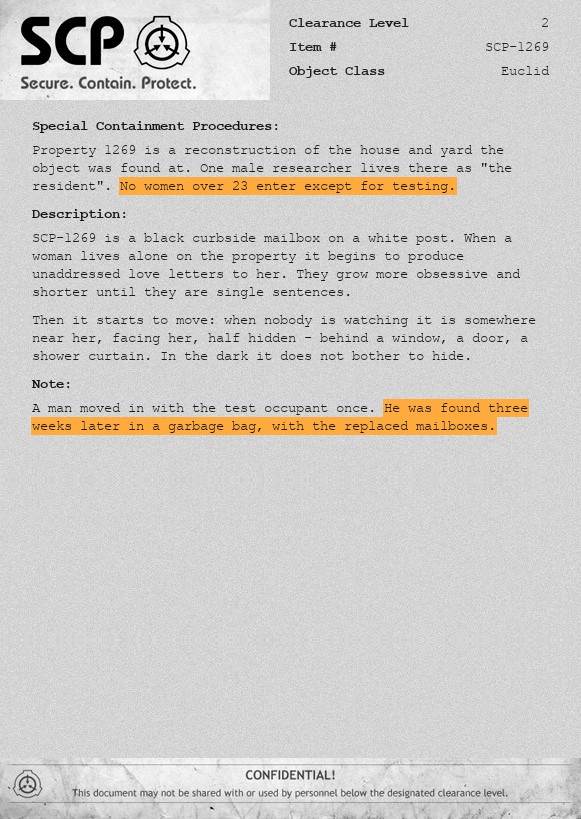 SCP
Secure. Contain. Protect.
Clearance Level 2
Item # SCP-1269
Object Class Euclid
Special Containment Procedures:
Property 1269 is a reconstruction of the house and yard the
object was found at. One male researcher lives there as "the
resident". No women over 23 enter except for testing.
Description:
SCP-1269 is a black curbside mailbox on a white post. When a
woman lives alone on the property it begins to produce
unaddressed love letters to her. They grow more obsessive and
shorter until they are single sentences.
Then it starts to move: when nobody is watching it is somewhere
near her, facing her, half hidden – behind a window, a door, a
shower curtain. In the dark it does not bother to hide.
Note:
A man moved in with the test occupant once. He was found three
weeks later in a garbage bag, with the replaced mailboxes.
CONFIDENTIAL!
This document may not be shared with or used by personnel below the designated clearance level.